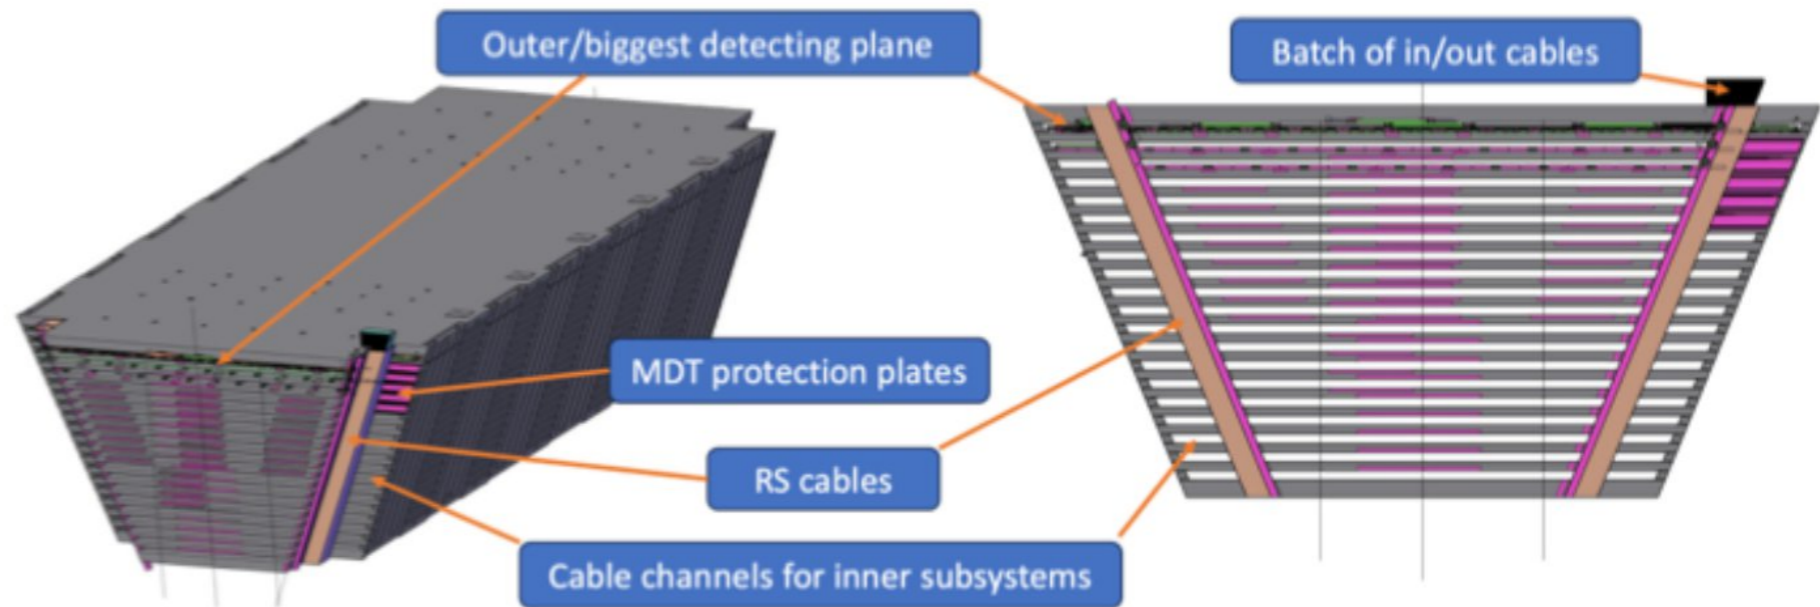 Outer/biggest detecting plane
Batch of in/out cables
MDT protection plates
RS cables
Cable channels for inner subsystems